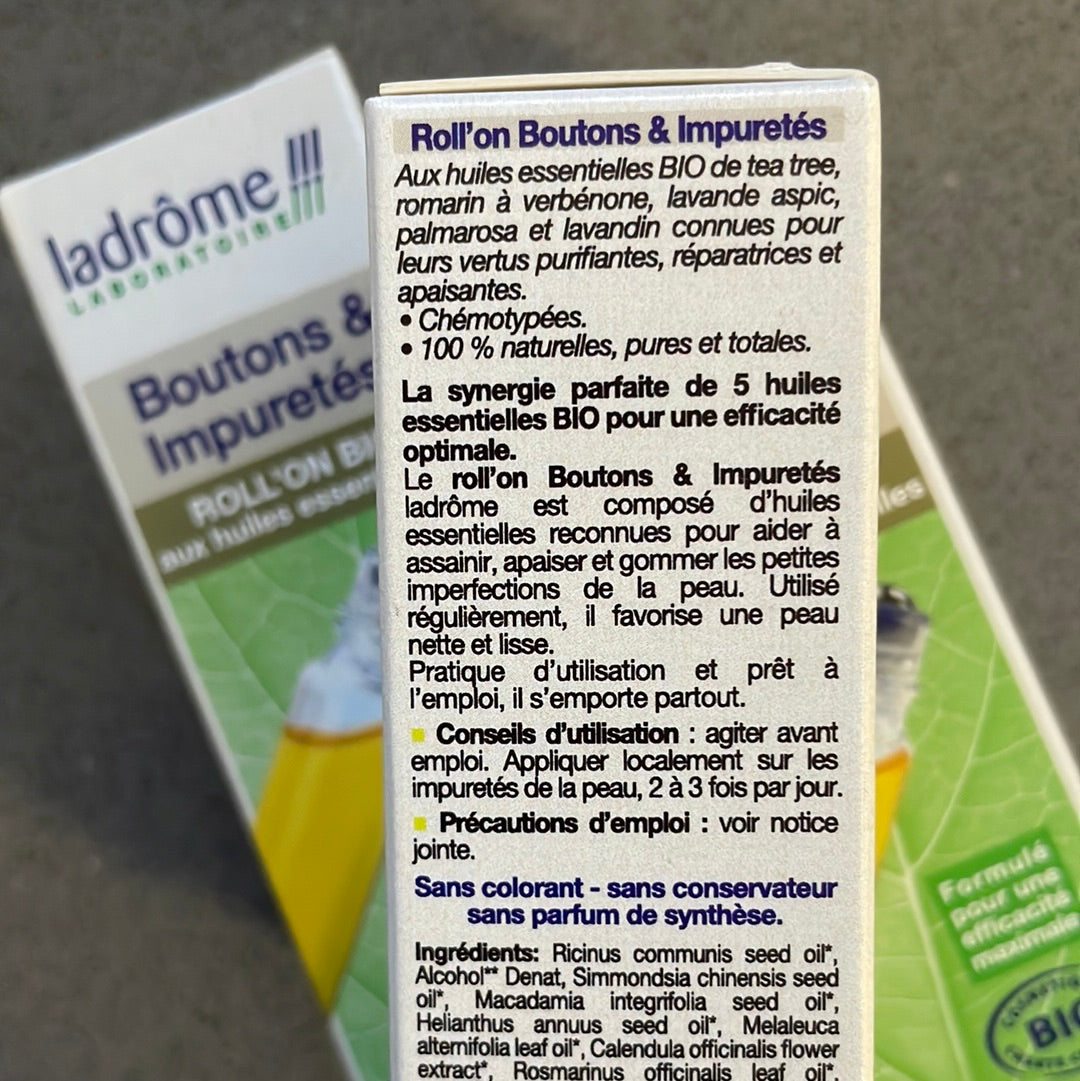 Roll'on Boutons & Impuretés
Aux huiles essentielles BIO de tea tree,
romarin à verbénone, lavande aspic,
palmarosa et lavandin connues pour
leurs vertus purifiantes, réparatrices et
apaisantes.
• Chémotypées.
• 100 % naturelles, pures et totales.
La synergie parfaite de 5 huiles
essentielles BIO pour une efficacité
optimale.
Le roll'on Boutons & Impuretés
ladrôme est composé d'huiles
essentielles reconnues pour aider à
assainir, apaiser et gommer les petites
imperfections de la peau. Utilisé
régulièrement, il favorise une peau
nette et lisse.
Pratique d'utilisation et prêt à
l'emploi, il s'emporte partout.
Conseils d'utilisation : agiter avant
emploi. Appliquer localement sur les
impuretés de la peau, 2 à 3 fois par jour.
Précautions d'emploi : voir notice
jointe.
Sans colorant - sans conservateur
sans parfum de synthèse.
Ingrédients: Ricinus communis seed oil*,
Alcohol** Denat, Simmondsia chinensis seed
oil*, Macadamia integrifolia seed oil*,
Helianthus annuus seed oil*, Melaleuca
alternifolia leaf oil*, Calendula officinalis flower
extract*, Rosmarinus officinalis leaf oil*,
ladrôme
LABORATOIRE
Boutons &
Impuretés
ROLL'ON BI
aux huiles essen
les
Formulé
pour une
efficacité
maximale
BIO